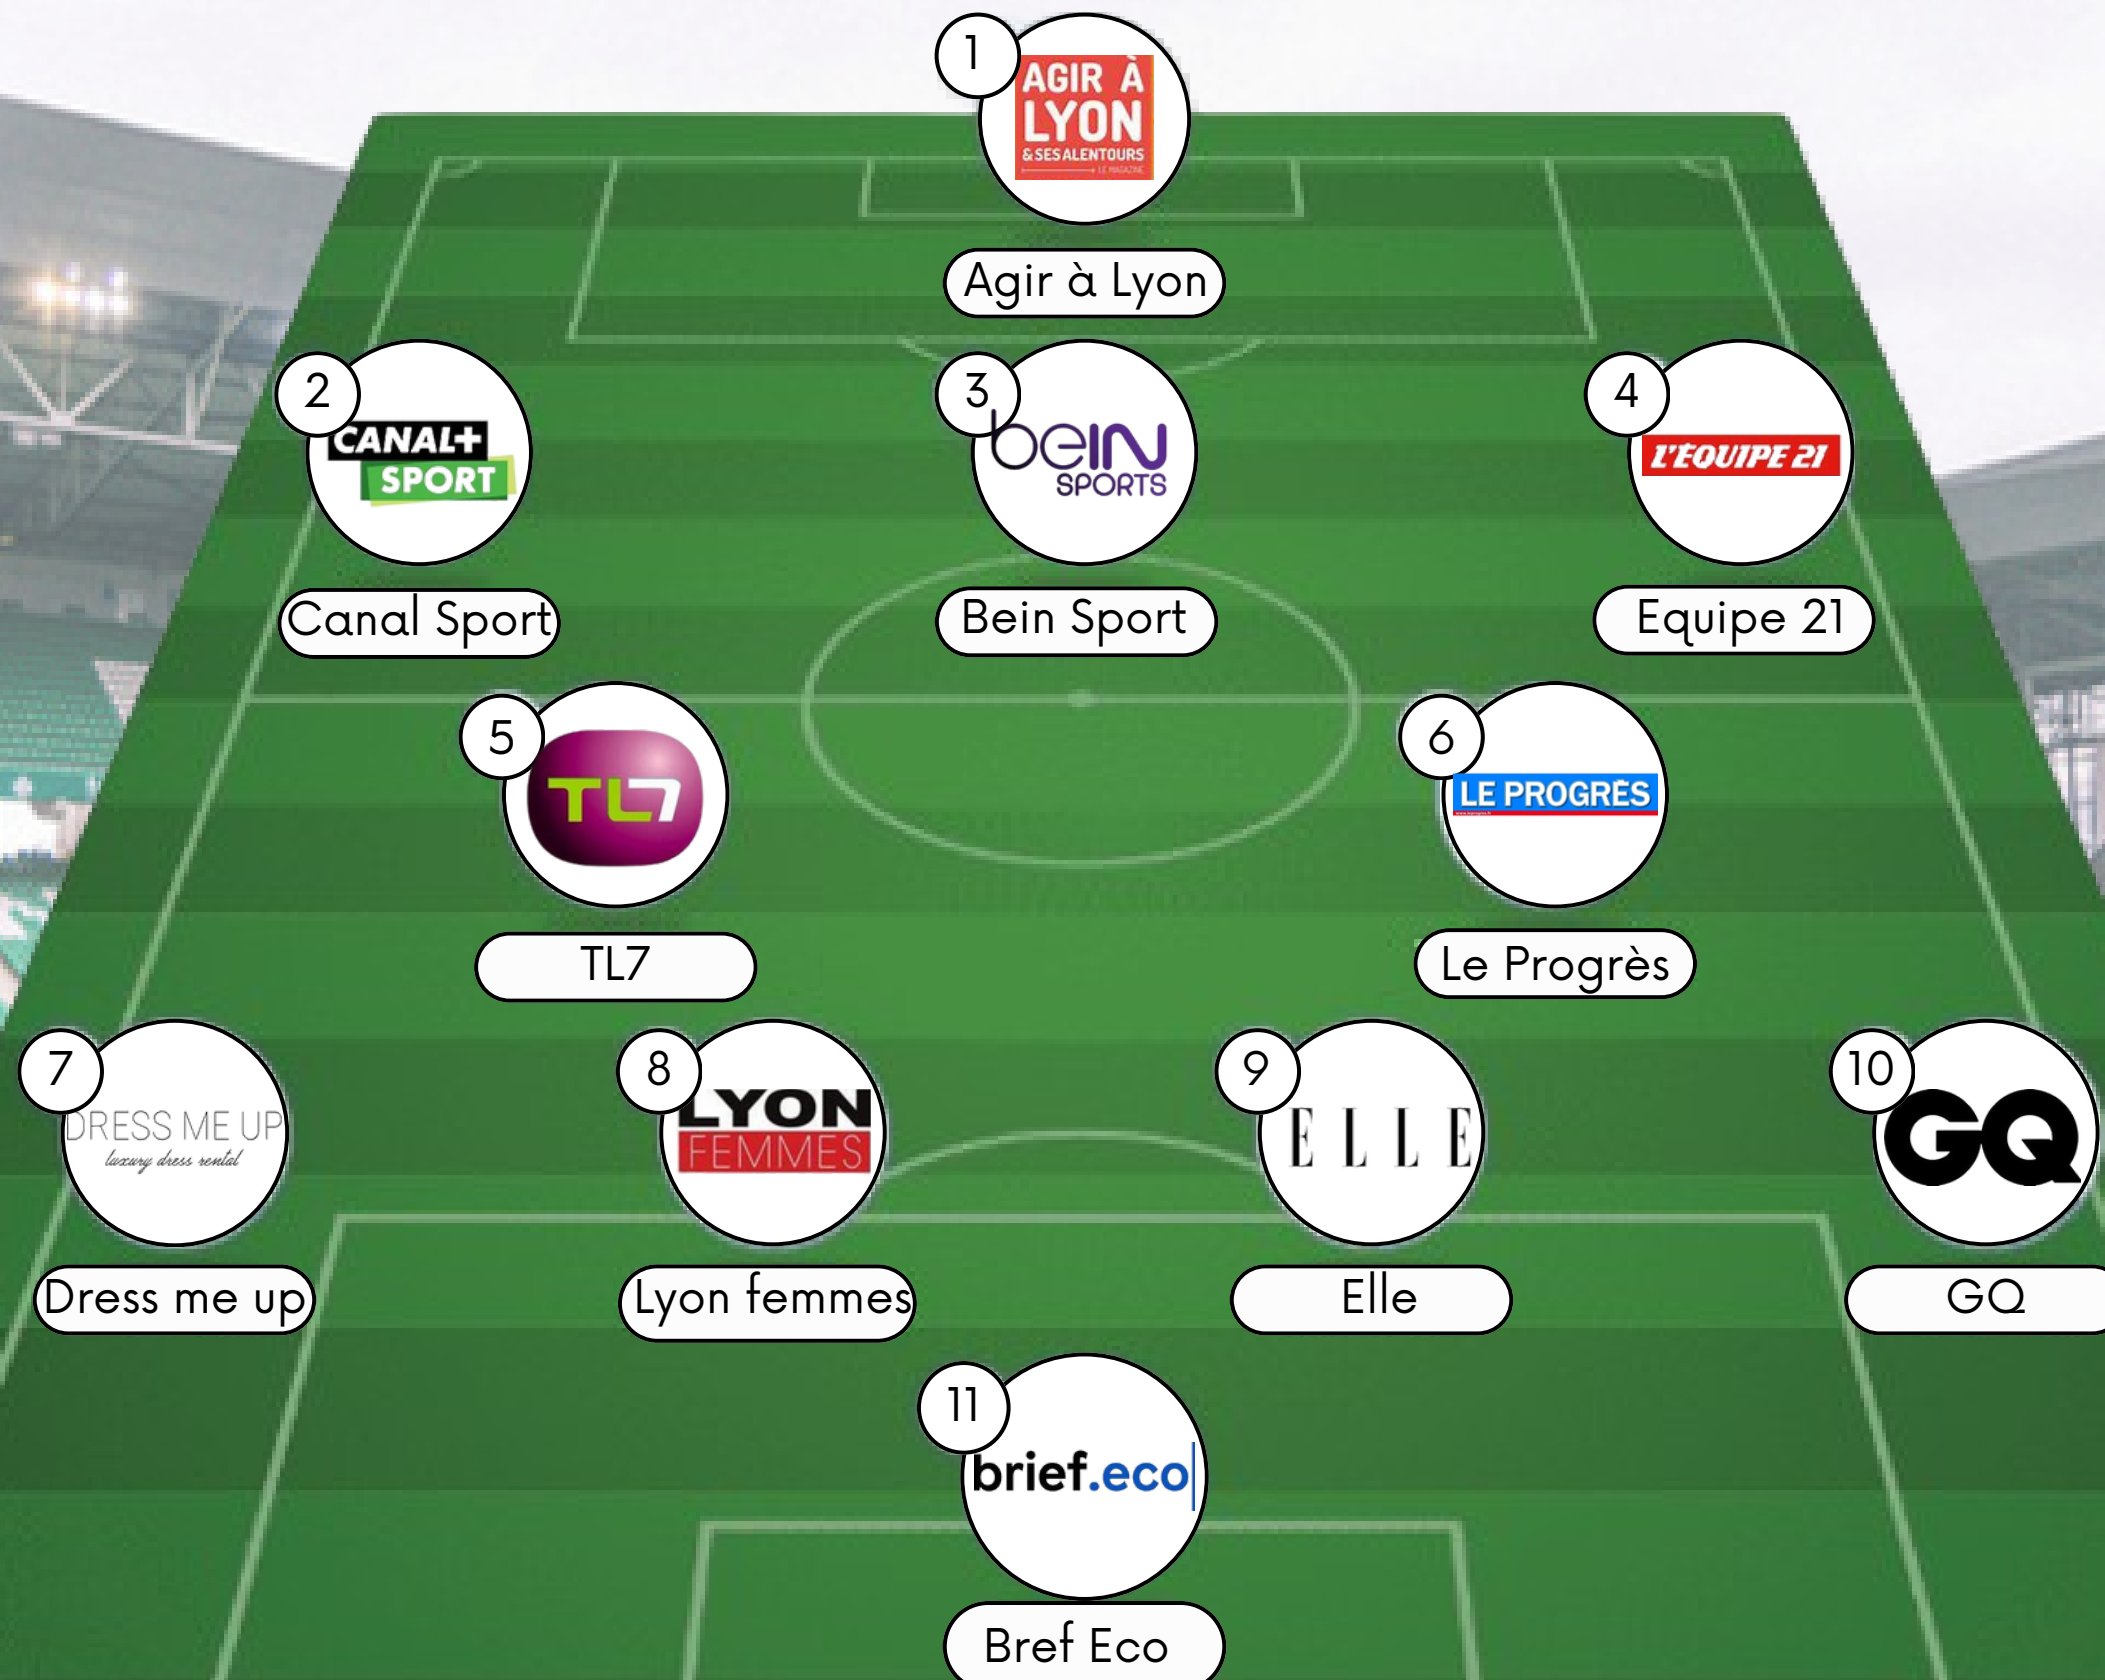 1
AGIR À
LYON
& SES ALENTOURS
LE MAGAZINE
Agir à Lyon
2
CANAL+
SPORT
Canal Sport
3
beIN
SPORTS
Bein Sport
4
L'ÉQUIPE 21
Equipe 21
5
TL7
TL7
6
LE PROGRÈS
Le Progrès
7
DRESS ME UP
luxury dress rental
Dress me up
8
LYON
FEMMES
Lyon femmes
9
ELLE
Elle
10
GQ
GQ
11
brief.eco
Bref Eco